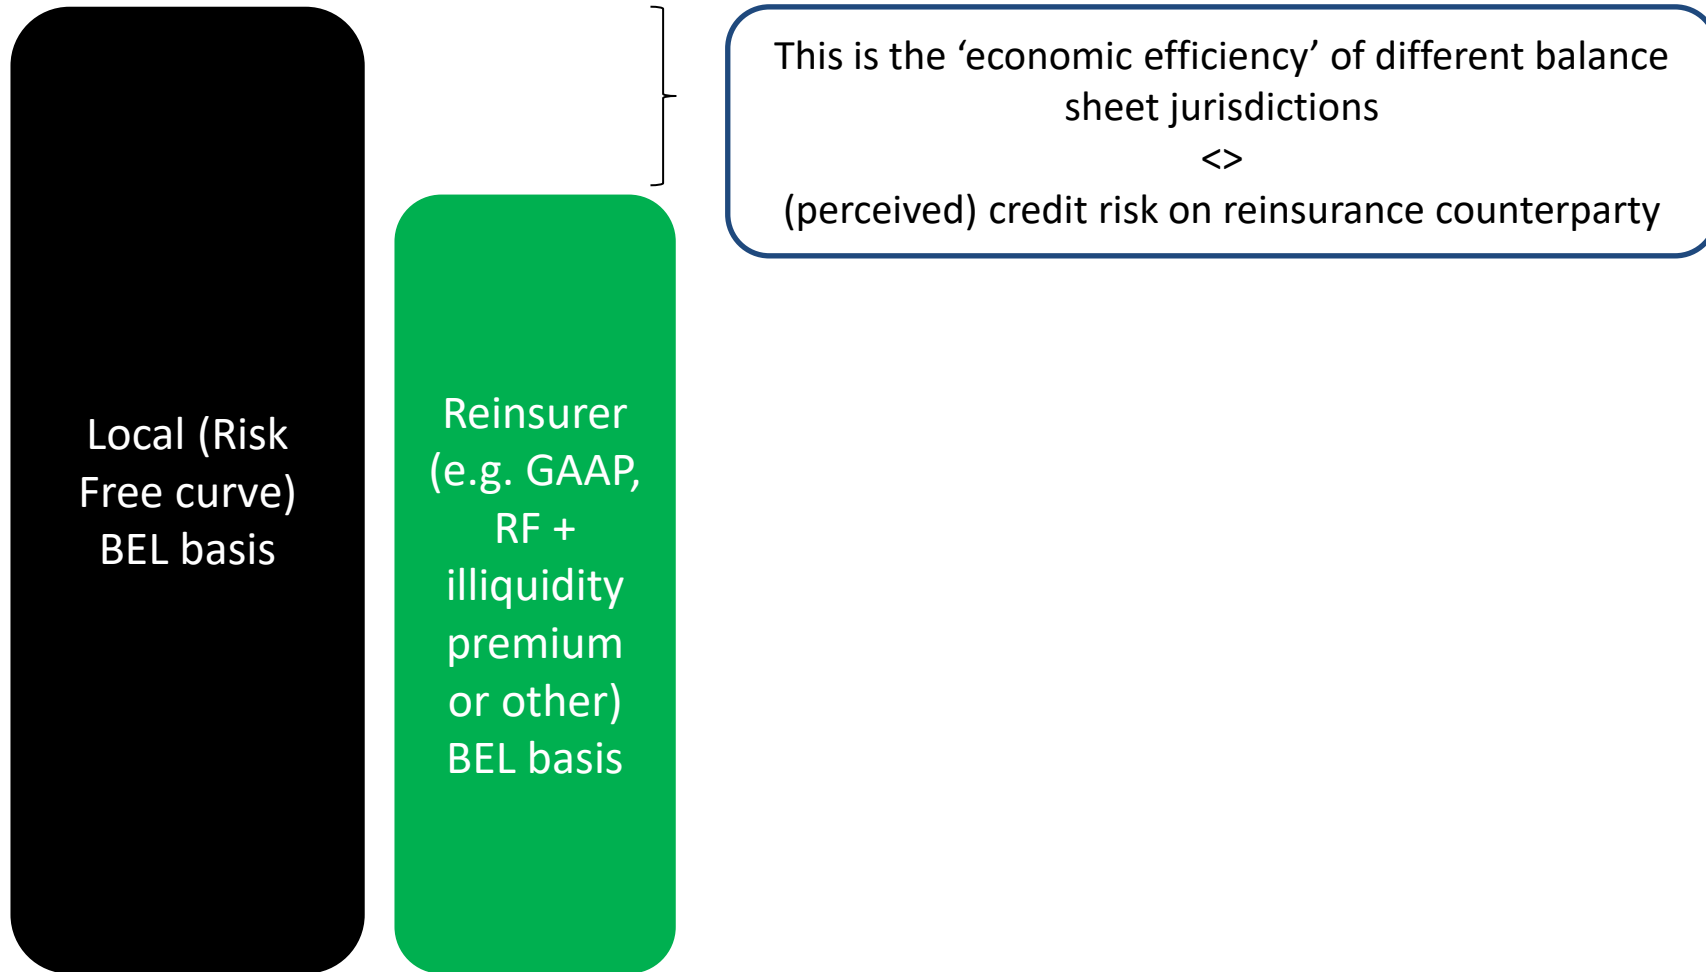 This is the ‘economic efficiency’ of different balance
sheet jurisdictions
<>
(perceived) credit risk on reinsurance counterparty
Local (Risk
Free curve)
BEL basis
Reinsurer
(e.g. GAAP,
RF +
illiquidity
premium
or other)
BEL basis